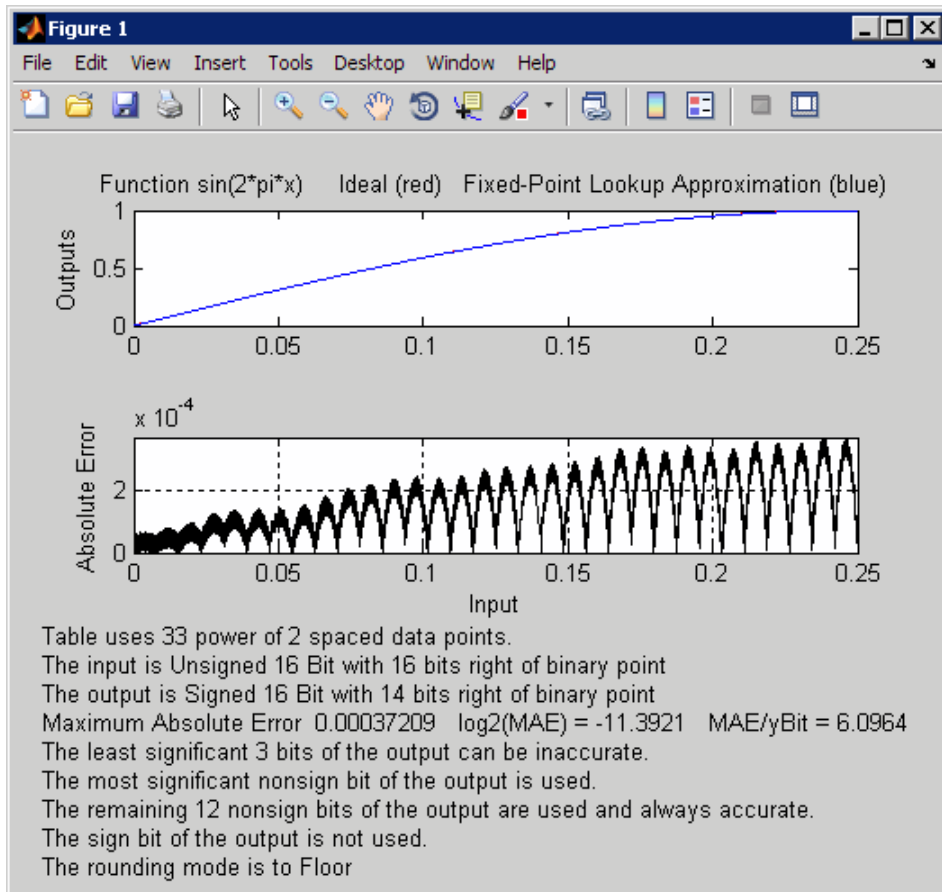 Figure 1
File Edit View Insert Tools Desktop Window Help
Function sin(2*pi*x) Ideal (red) Fixed-Point Lookup Approximation (blue)
Outputs
1
0.5
0
0 0.05 0.1 0.15 0.2 0.25
x 10^-4
Absolute Error
2
0
0 0.05 0.1 0.15 0.2 0.25
Input
Table uses 33 power of 2 spaced data points.
The input is Unsigned 16 Bit with 16 bits right of binary point
The output is Signed 16 Bit with 14 bits right of binary point
Maximum Absolute Error 0.00037209 log2(MAE) = -11.3921 MAE/yBit = 6.0964
The least significant 3 bits of the output can be inaccurate.
The most significant nonsign bit of the output is used.
The remaining 12 nonsign bits of the output are used and always accurate.
The sign bit of the output is not used.
The rounding mode is to Floor